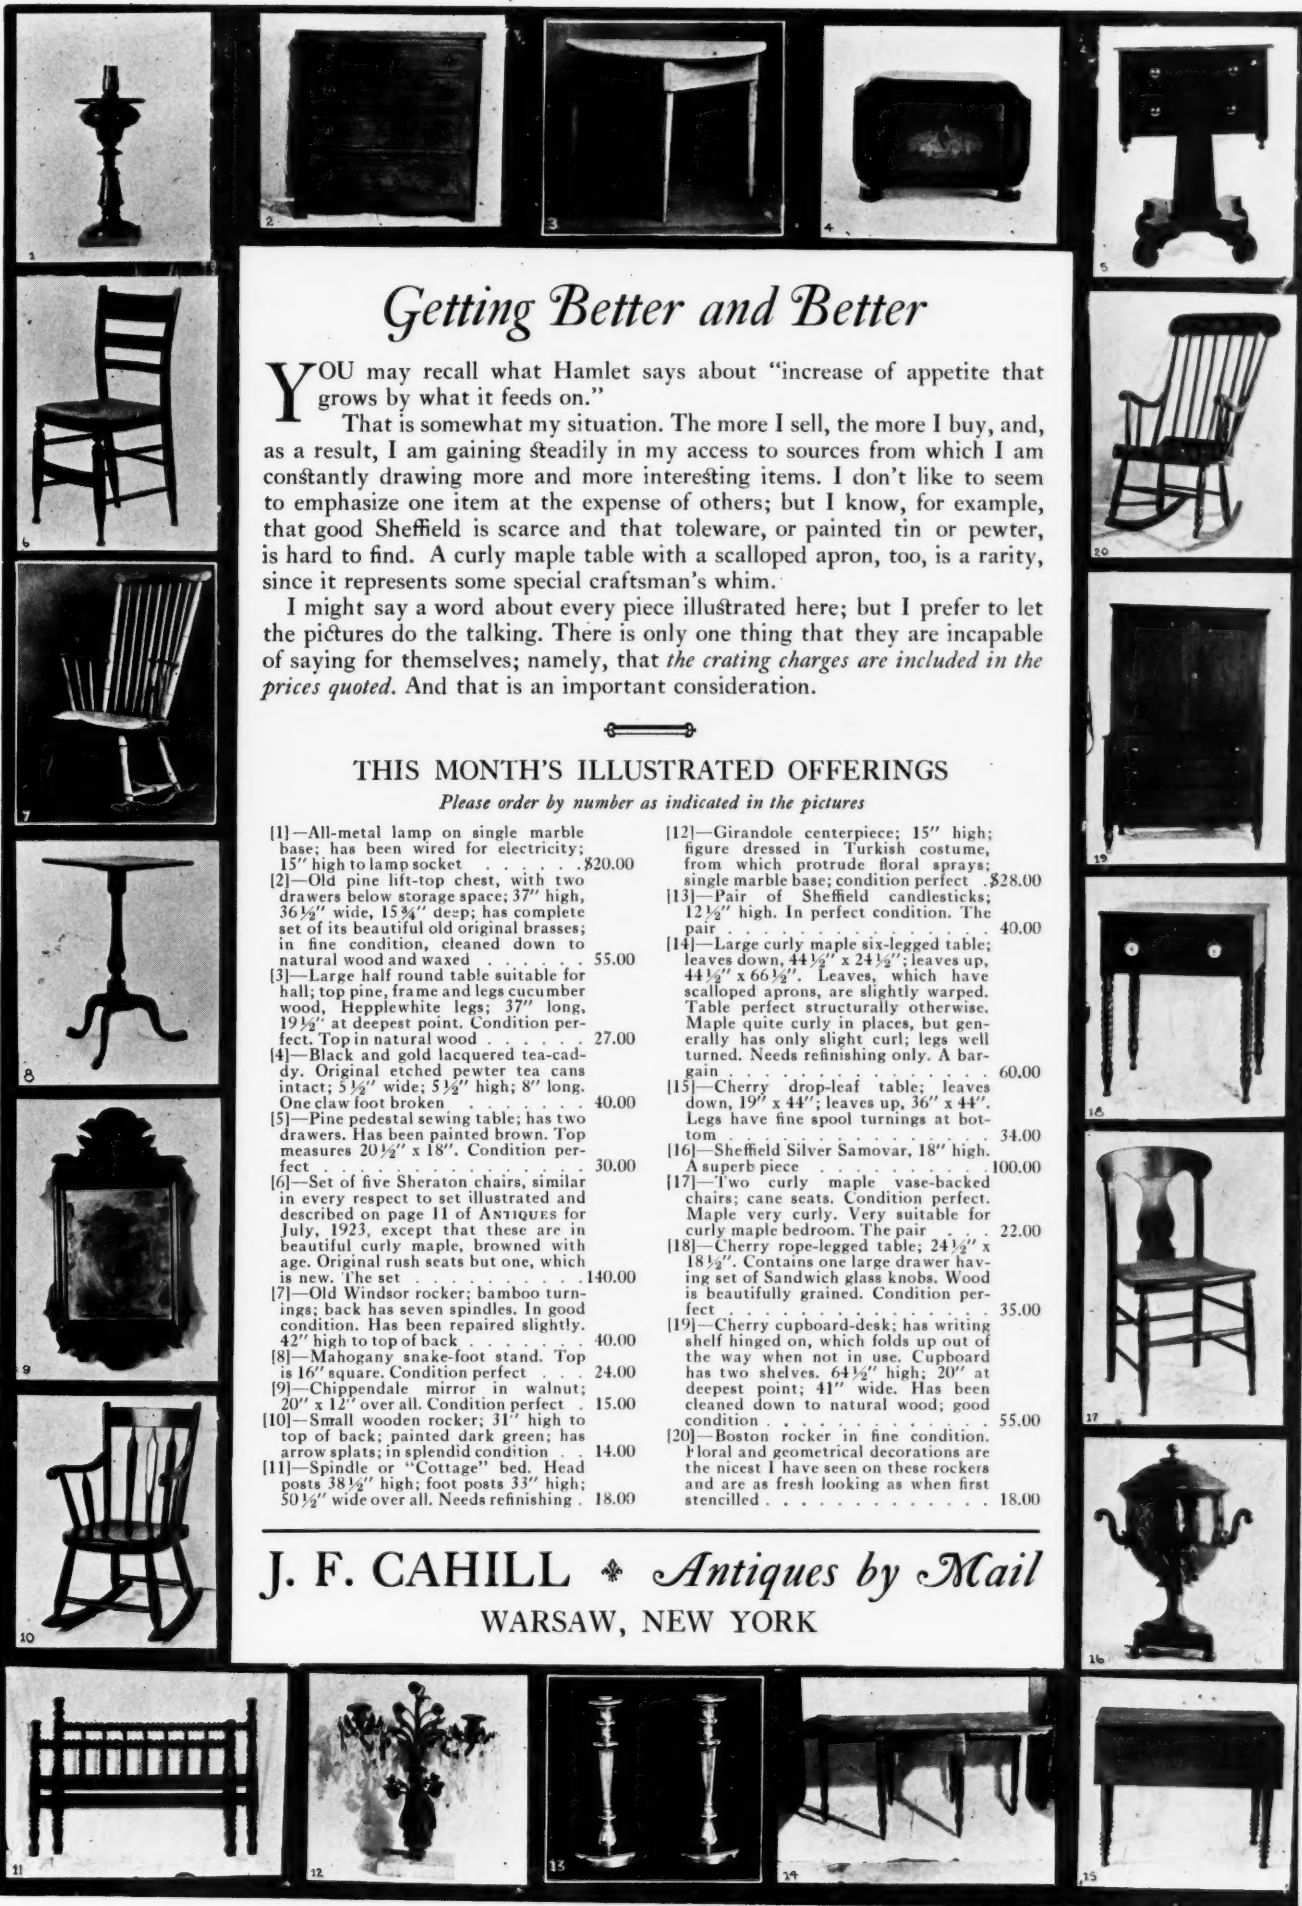 1
2
3
4
5
Getting Better and Better
YOU may recall what Hamlet says about “increase of appetite that
grows by what it feeds on.”
That is somewhat my situation. The more I sell, the more I buy, and,
as a result, I am gaining steadily in my access to sources from which I am
constantly drawing more and more interesting items. I don’t like to seem
to emphasize one item at the expense of others; but I know, for example,
that good Sheffield is scarce and that toleware, or painted tin or pewter,
is hard to find. A curly maple table with a scalloped apron, too, is a rarity,
since it represents some special craftsman’s whim.
I might say a word about every piece illustrated here; but I prefer to let
the pictures do the talking. There is only one thing that they are incapable
of saying for themselves; namely, that the crating charges are included in the
prices quoted. And that is an important consideration.
THIS MONTH’S ILLUSTRATED OFFERINGS
Please order by number as indicated in the pictures
[1]—All-metal lamp on single marble
base; has been wired for electricity;
15″ high to lamp socket . . . . . $20.00
[2]—Old pine lift-top chest, with two
drawers below storage space; 37″ high,
36½″ wide, 15¾″ deep; has complete
set of its beautiful old original brasses;
in fine condition, cleaned down to
natural wood and waxed . . . . . . 55.00
[3]—Large half round table suitable for
hall; top pine, frame and legs cucumber
wood, Hepplewhite legs; 37″ long,
19½″ at deepest point. Condition per-
fect. Top in natural wood . . . . . . 27.00
[4]—Black and gold lacquered tea-cad-
dy. Original etched pewter tea cans
intact; 5½″ wide; 5½″ high; 8″ long.
One claw foot broken . . . . . . . 40.00
[5]—Pine pedestal sewing table; has two
drawers. Has been painted brown. Top
measures 20½″ x 18″. Condition per-
fect . . . . . . . . . . . . . . 30.00
[6]—Set of five Sheraton chairs, similar
in every respect to set illustrated and
described on page 11 of ANTIQUES for
July, 1923, except that these are in
beautiful curly maple, browned with
age. Original rush seats but one, which
is new. The set . . . . . . . . . . 140.00
[7]—Old Windsor rocker; bamboo turn-
ings; back has seven spindles. In good
condition. Has been repaired slightly.
42″ high to top of back . . . . . . . 40.00
[8]—Mahogany snake-foot stand. Top
is 16″ square. Condition perfect . . . 24.00
[9]—Chippendale mirror in walnut;
20″ x 12″ over all. Condition perfect . 15.00
[10]—Small wooden rocker; 31″ high to
top of back; painted dark green; has
arrow splats; in splendid condition . . 14.00
[11]—Spindle or “Cottage” bed. Head
posts 38½″ high; foot posts 33″ high;
50½″ wide over all. Needs refinishing . 18.00
[12]—Girandole centerpiece; 15″ high;
figure dressed in Turkish costume,
from which protrude floral sprays;
single marble base; condition perfect . $28.00
[13]—Pair of Sheffield candlesticks;
12½″ high. In perfect condition. The
pair . . . . . . . . . . . . . . 40.00
[14]—Large curly maple six-legged table;
leaves down, 44½″ x 24½″; leaves up,
44½″ x 66½″. Leaves, which have
scalloped aprons, are slightly warped.
Table perfect structurally otherwise.
Maple quite curly in places, but gen-
erally has only slight curl; legs well
turned. Needs refinishing only. A bar-
gain . . . . . . . . . . . . . . 60.00
[15]—Cherry drop-leaf table; leaves
down, 19″ x 44″; leaves up, 36″ x 44″.
Legs have fine spool turnings at bot-
tom . . . . . . . . . . . . . . 34.00
[16]—Sheffield Silver Samovar, 18″ high.
A superb piece . . . . . . . . . 100.00
[17]—Two curly maple vase-backed
chairs; cane seats. Condition perfect.
Maple very curly. Very suitable for
curly maple bedroom. The pair . . . 22.00
[18]—Cherry rope-legged table; 24½″ x
18½″. Contains one large drawer hav-
ing set of Sandwich glass knobs. Wood
is beautifully grained. Condition per-
fect . . . . . . . . . . . . . . 35.00
[19]—Cherry cupboard-desk; has writing
shelf hinged on, which folds up out of
the way when not in use. Cupboard
has two shelves. 64½″ high; 20″ at
deepest point; 41″ wide. Has been
cleaned down to natural wood; good
condition . . . . . . . . . . . . 55.00
[20]—Boston rocker in fine condition.
Floral and geometrical decorations are
the nicest I have seen on these rockers
and are as fresh looking as when first
stencilled . . . . . . . . . . . . 18.00
J. F. CAHILL Antiques by Mail
WARSAW, NEW YORK
6
7
8
9
10
20
19
18
17
16
11
12
13
14
15